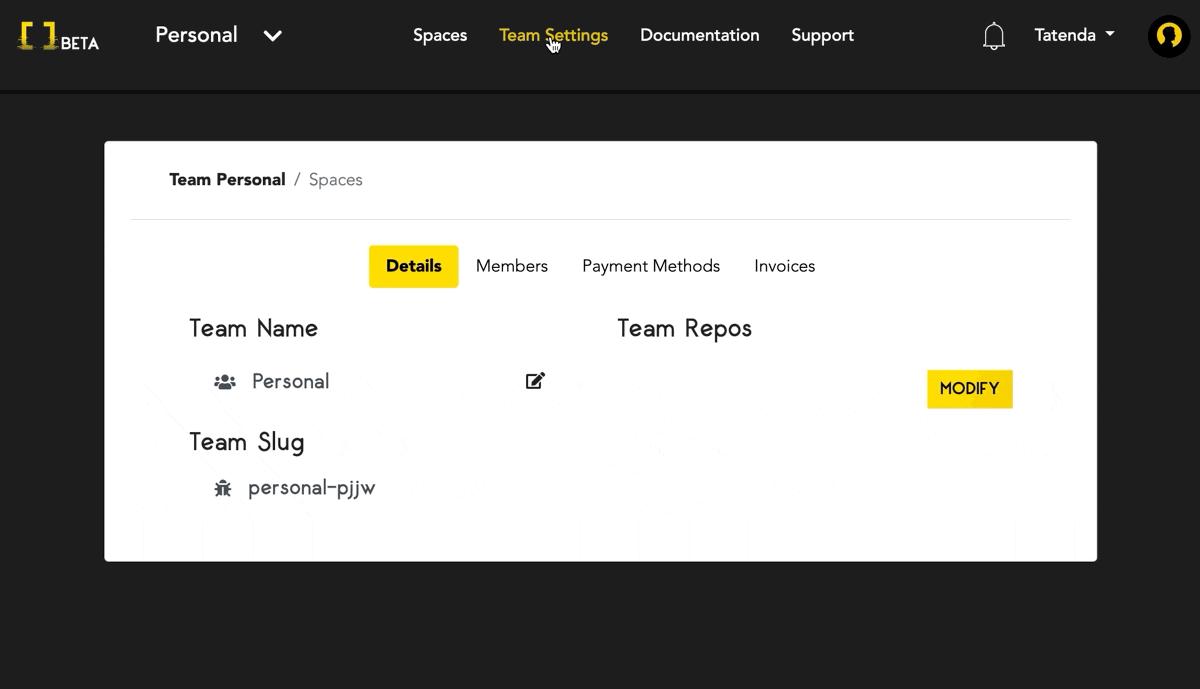 [ ] BETA Personal Spaces Team Settings Documentation Support Tatenda
Team Personal / Spaces
Details Members Payment Methods Invoices
Team Name Team Repos
Personal
MODIFY
Team Slug
personal-pjjw